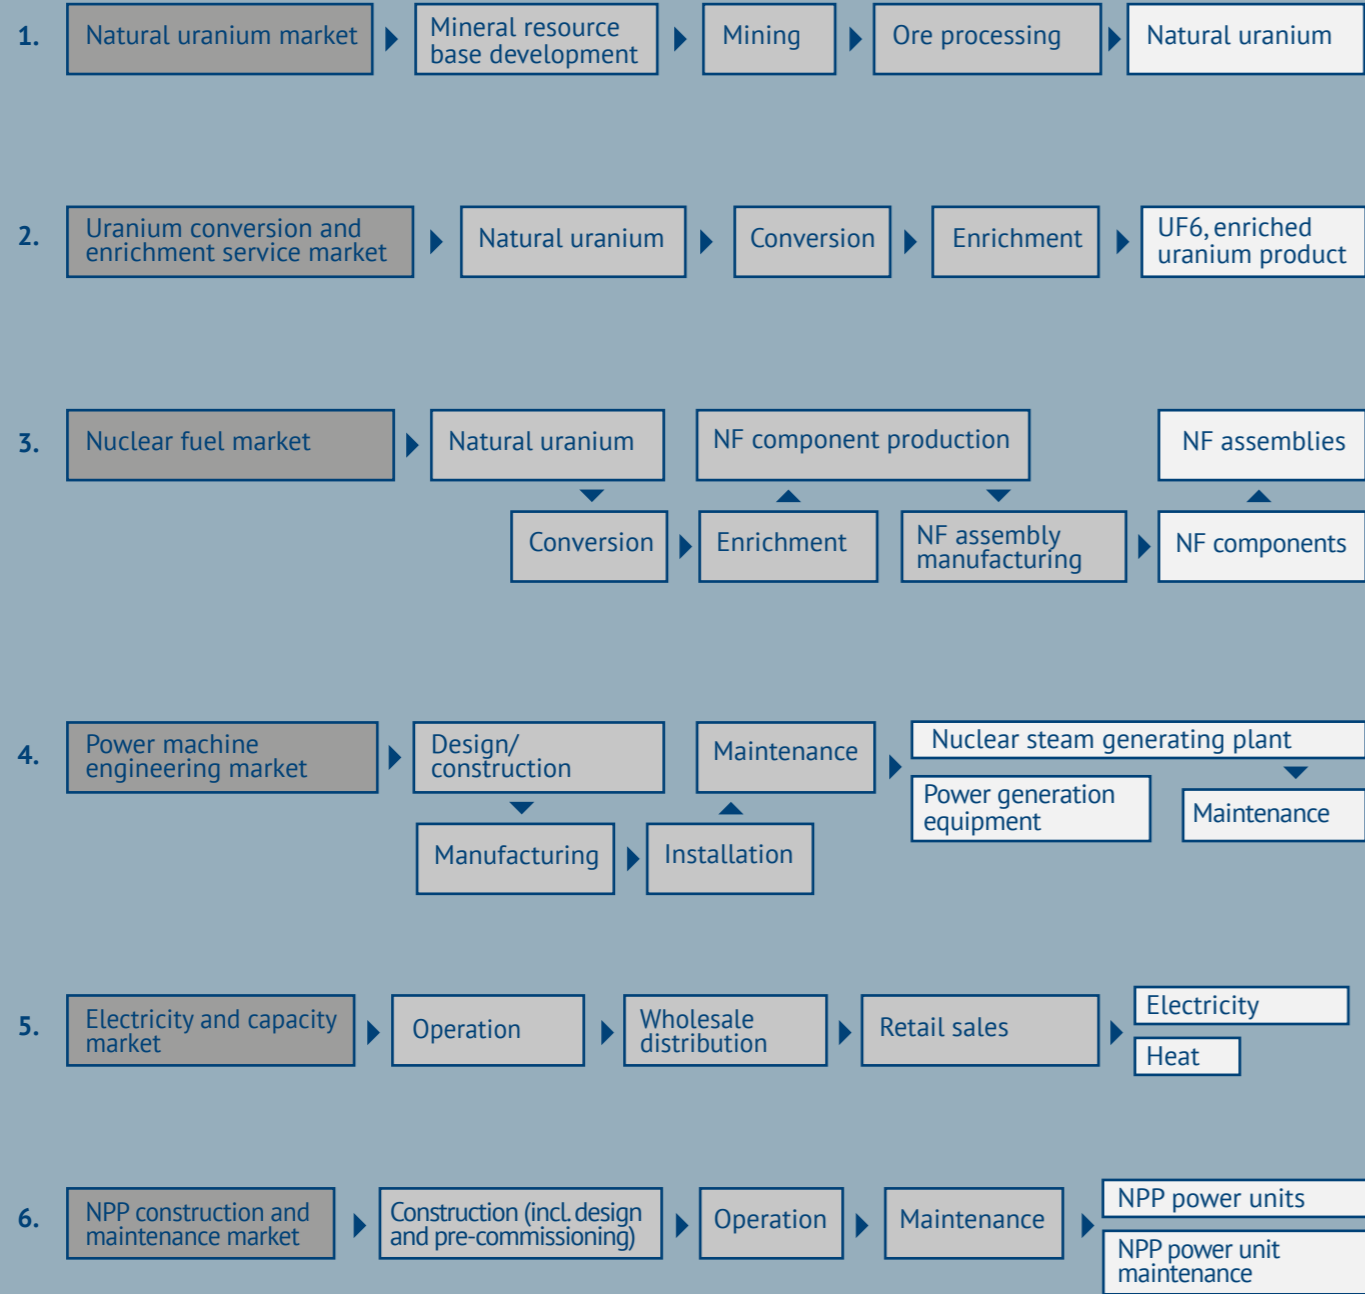 1.
Natural uranium market
Mineral resource
base development
Mining
Ore processing
Natural uranium
2.
Uranium conversion and
enrichment service market
Natural uranium
Conversion
Enrichment
UF6, enriched
uranium product
3.
Nuclear fuel market
Natural uranium
Conversion
Enrichment
NF component production
NF assembly
manufacturing
NF components
NF assemblies
4.
Power machine
engineering market
Design/
construction
Manufacturing
Installation
Maintenance
Nuclear steam generating plant
Power generation
equipment
Maintenance
5.
Electricity and capacity
market
Operation
Wholesale
distribution
Retail sales
Electricity
Heat
6.
NPP construction and
maintenance market
Construction (incl. design
and pre-commissioning)
Operation
Maintenance
NPP power units
NPP power unit
maintenance